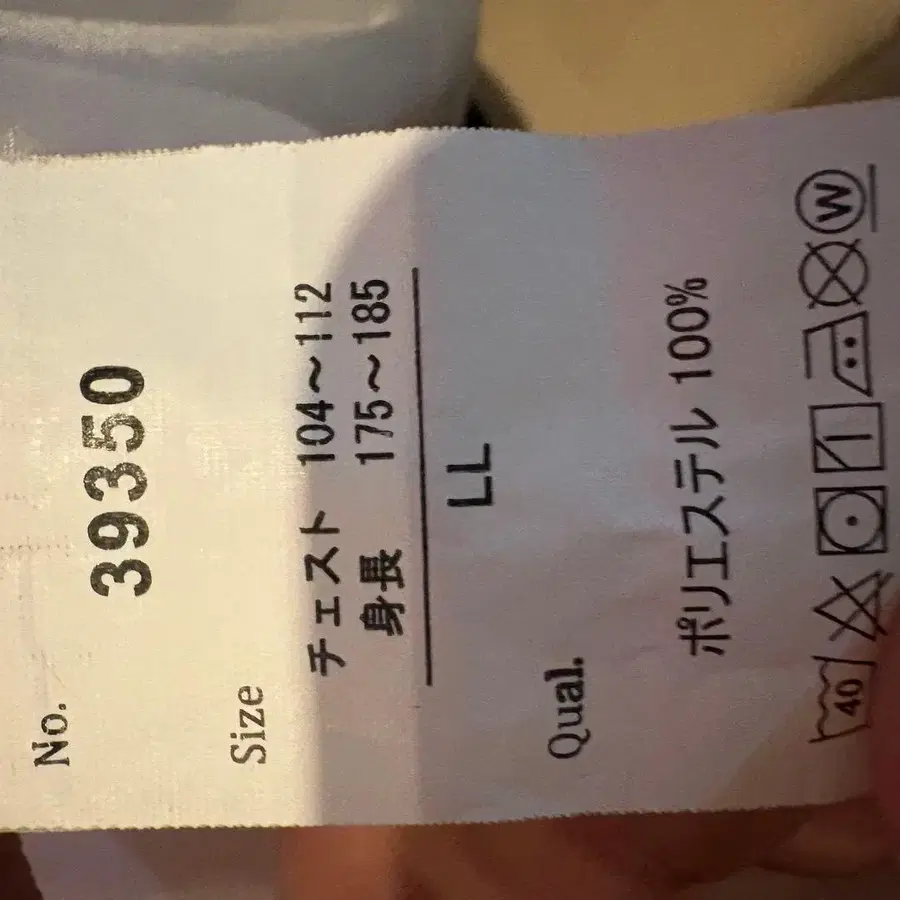 No.
39350
Size
チェスト 104～112
身長 175～185
LL
Qual.
ポリエステル 100%
40 W